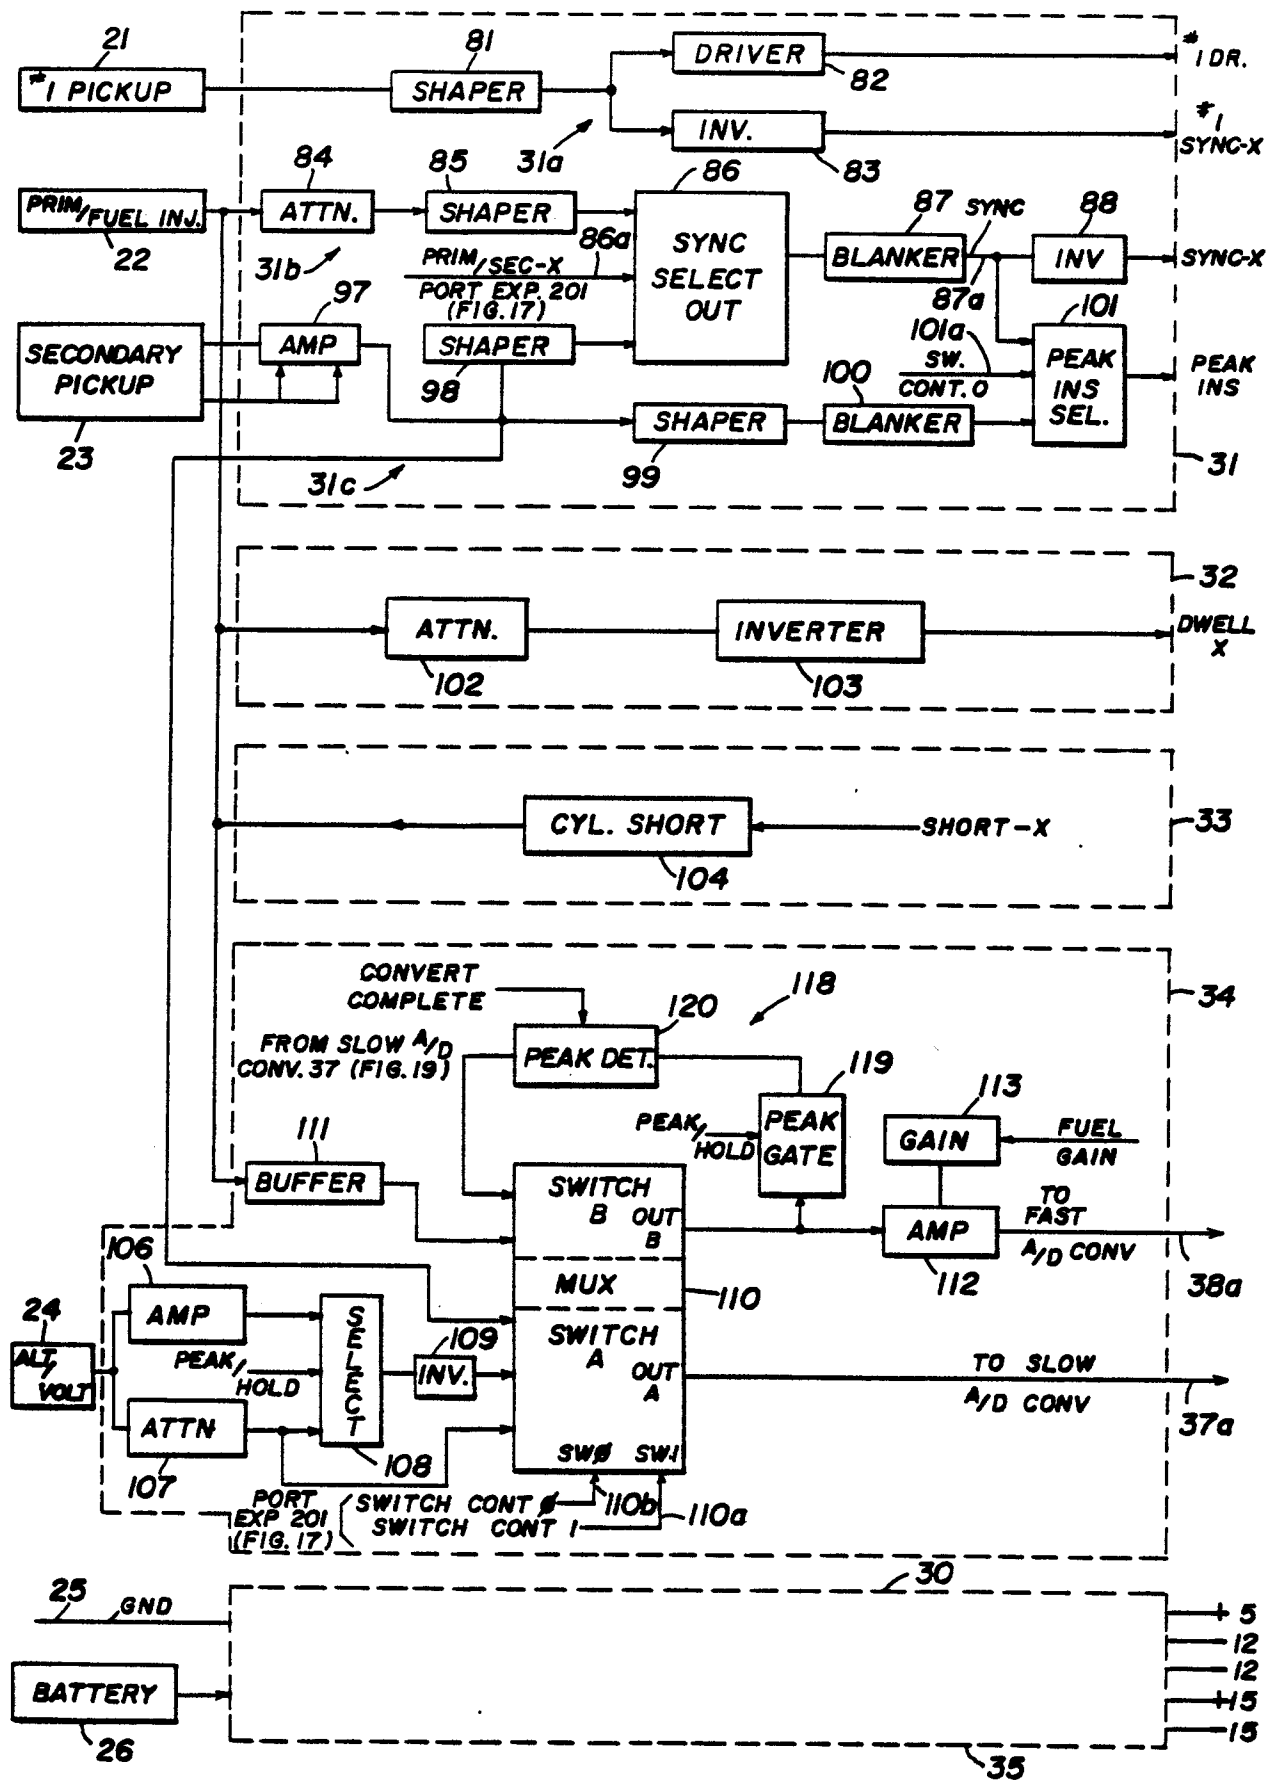 21
#1 PICKUP
81
SHAPER
DRIVER
82
# 1 DR.
INV.
83
#1
SYNC-X
31a
PRIM/FUEL INJ.
22
84
ATTN.
31b
85
SHAPER
86
86a
PRIM/SEC-X
PORT EXP. 201
(FIG. 17)
SYNC
SELECT
OUT
87
BLANKER
SYNC
87a
88
INV
SYNC-X
SECONDARY
PICKUP
23
97
AMP
SHAPER
98
31c
SHAPER
99
100
BLANKER
101a
SW.
CONT. 0
101
PEAK
INS
SEL.
PEAK
INS
31
32
ATTN.
102
INVERTER
103
DWELL
X
CYL. SHORT
104
SHORT-X
33
34
CONVERT
COMPLETE
FROM SLOW A/D
CONV. 37 (FIG. 19)
120
PEAK DET.
118
119
PEAK
GATE
PEAK/
HOLD
113
GAIN
FUEL
GAIN
111
BUFFER
SWITCH
B
OUT
B
AMP
112
TO
FAST
A/D CONV
38a
MUX
110
106
AMP
24
ALT/
VOLT
ATTN
107
PEAK/
HOLD
SELECT
108
109
INV.
SWITCH
A
OUT
A
TO SLOW
A/D CONV
37a
SWØ SW.1
PORT
EXP 201
(FIG. 17)
SWITCH CONT Ø
SWITCH CONT 1
110b
110a
30
25
GND
BATTERY
26
+5
-12
-12
+15
-15
35